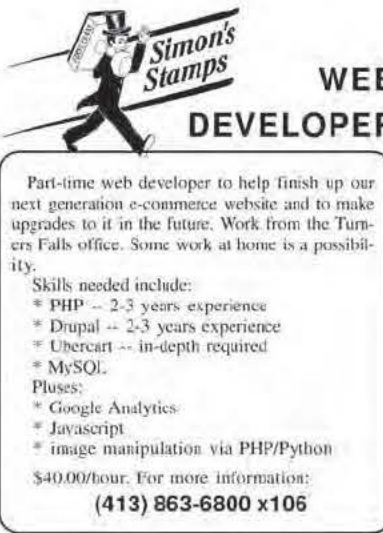 Simon's
Stamps
WEB
DEVELOPER
Part-time web developer to help finish up our
next generation e-commerce website and to make
upgrades to it in the future. Work from the Turn-
ers Falls office. Some work at home is a possibil-
ity.
Skills needed include:
* PHP -- 2-3 years experience
* Drupal -- 2-3 years experience
* Ubercart -- in-depth required
* MySQL
Pluses:
* Google Analytics
* Javascript
* image manipulation via PHP/Python
$40.00/hour. For more information:
(413) 863-6800 x106